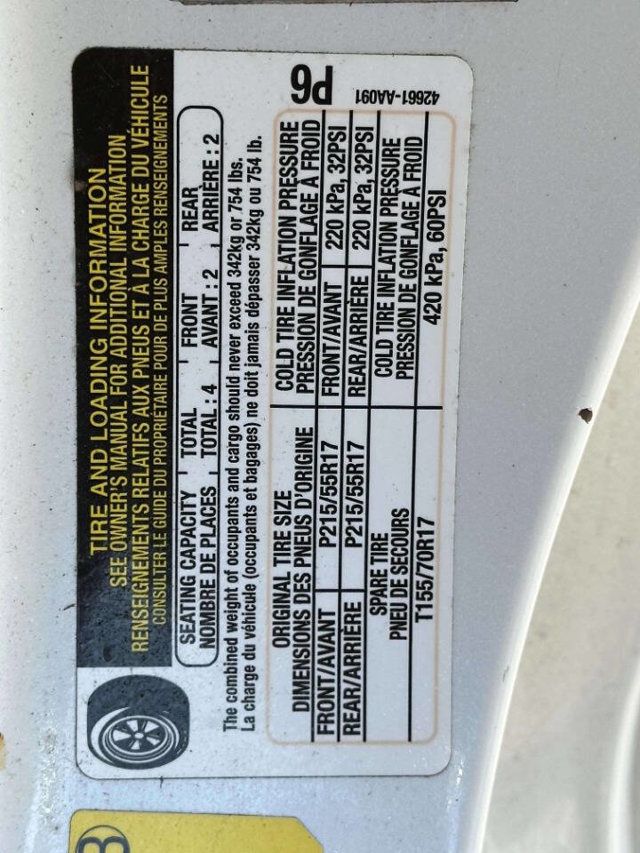 TIRE AND LOADING INFORMATION
SEE OWNER'S MANUAL FOR ADDITIONAL INFORMATION
RENSEIGNEMENTS RELATIFS AUX PNEUS ET À LA CHARGE DU VÉHICULE
CONSULTER LE GUIDE DU PROPRIÉTAIRE POUR DE PLUS AMPLES RENSEIGNEMENTS
SEATING CAPACITY TOTAL FRONT REAR
NOMBRE DE PLACES TOTAL : 4 AVANT : 2 ARRIÈRE : 2
The combined weight of occupants and cargo should never exceed 342kg or 754 lbs.
La charge du véhicule (occupants et bagages) ne doit jamais dépasser 342kg ou 754 lb.
ORIGINAL TIRE SIZE COLD TIRE INFLATION PRESSURE
DIMENSIONS DES PNEUS D'ORIGINE PRESSION DE GONFLAGE À FROID
FRONT/AVANT P215/55R17 FRONT/AVANT 220 kPa, 32PSI
REAR/ARRIÈRE P215/55R17 REAR/ARRIÈRE 220 kPa, 32PSI
SPARE TIRE COLD TIRE INFLATION PRESSURE
PNEU DE SECOURS PRESSION DE GONFLAGE À FROID
T155/70R17 420 kPa, 60PSI
P6
42661-AA091